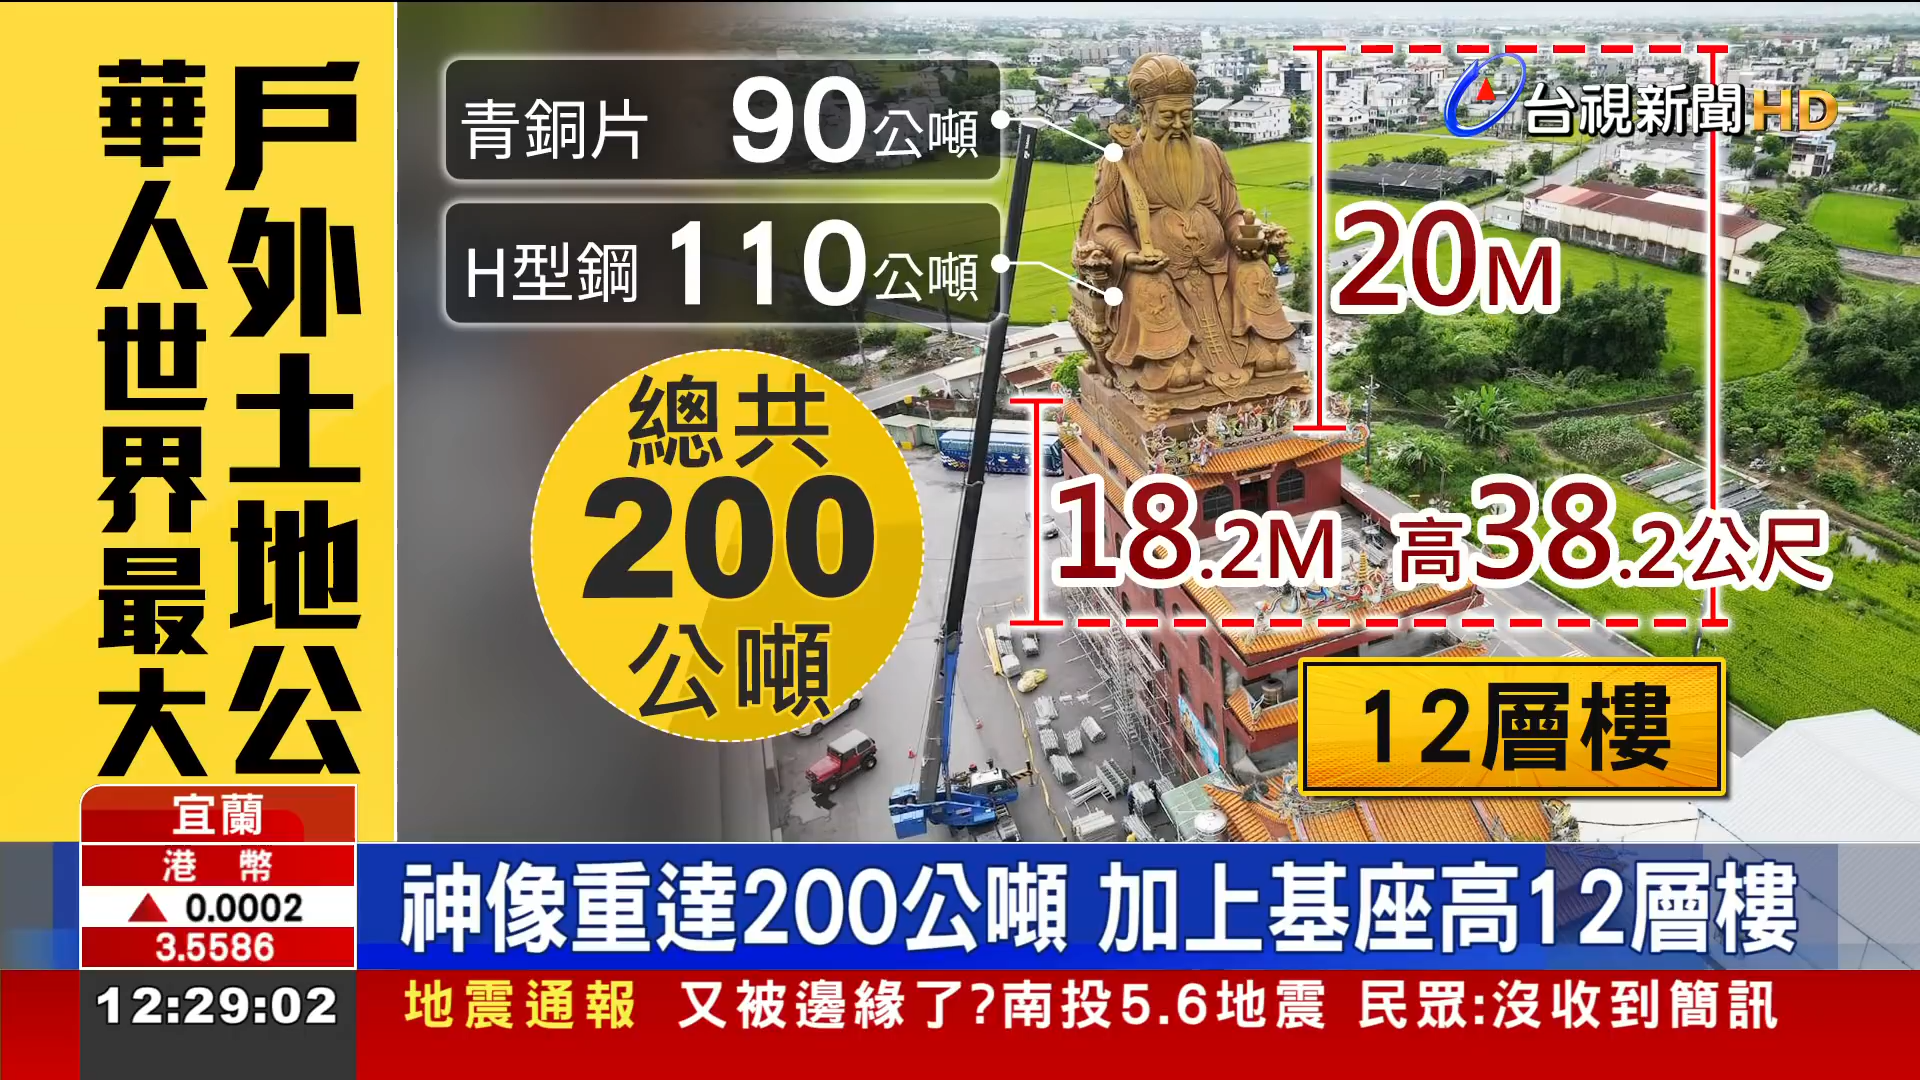 戶外土地公
華人世界最大
青銅片 90公噸
H型鋼 110公噸
總共
200
公噸
台視新聞HD
20M
18.2M
高38.2公尺
12層樓
宜蘭
港幣
▲ 0.0002
3.5586
12:29:02
神像重達200公噸 加上基座高12層樓
地震通報 又被邊緣了?南投5.6地震 民眾:沒收到簡訊